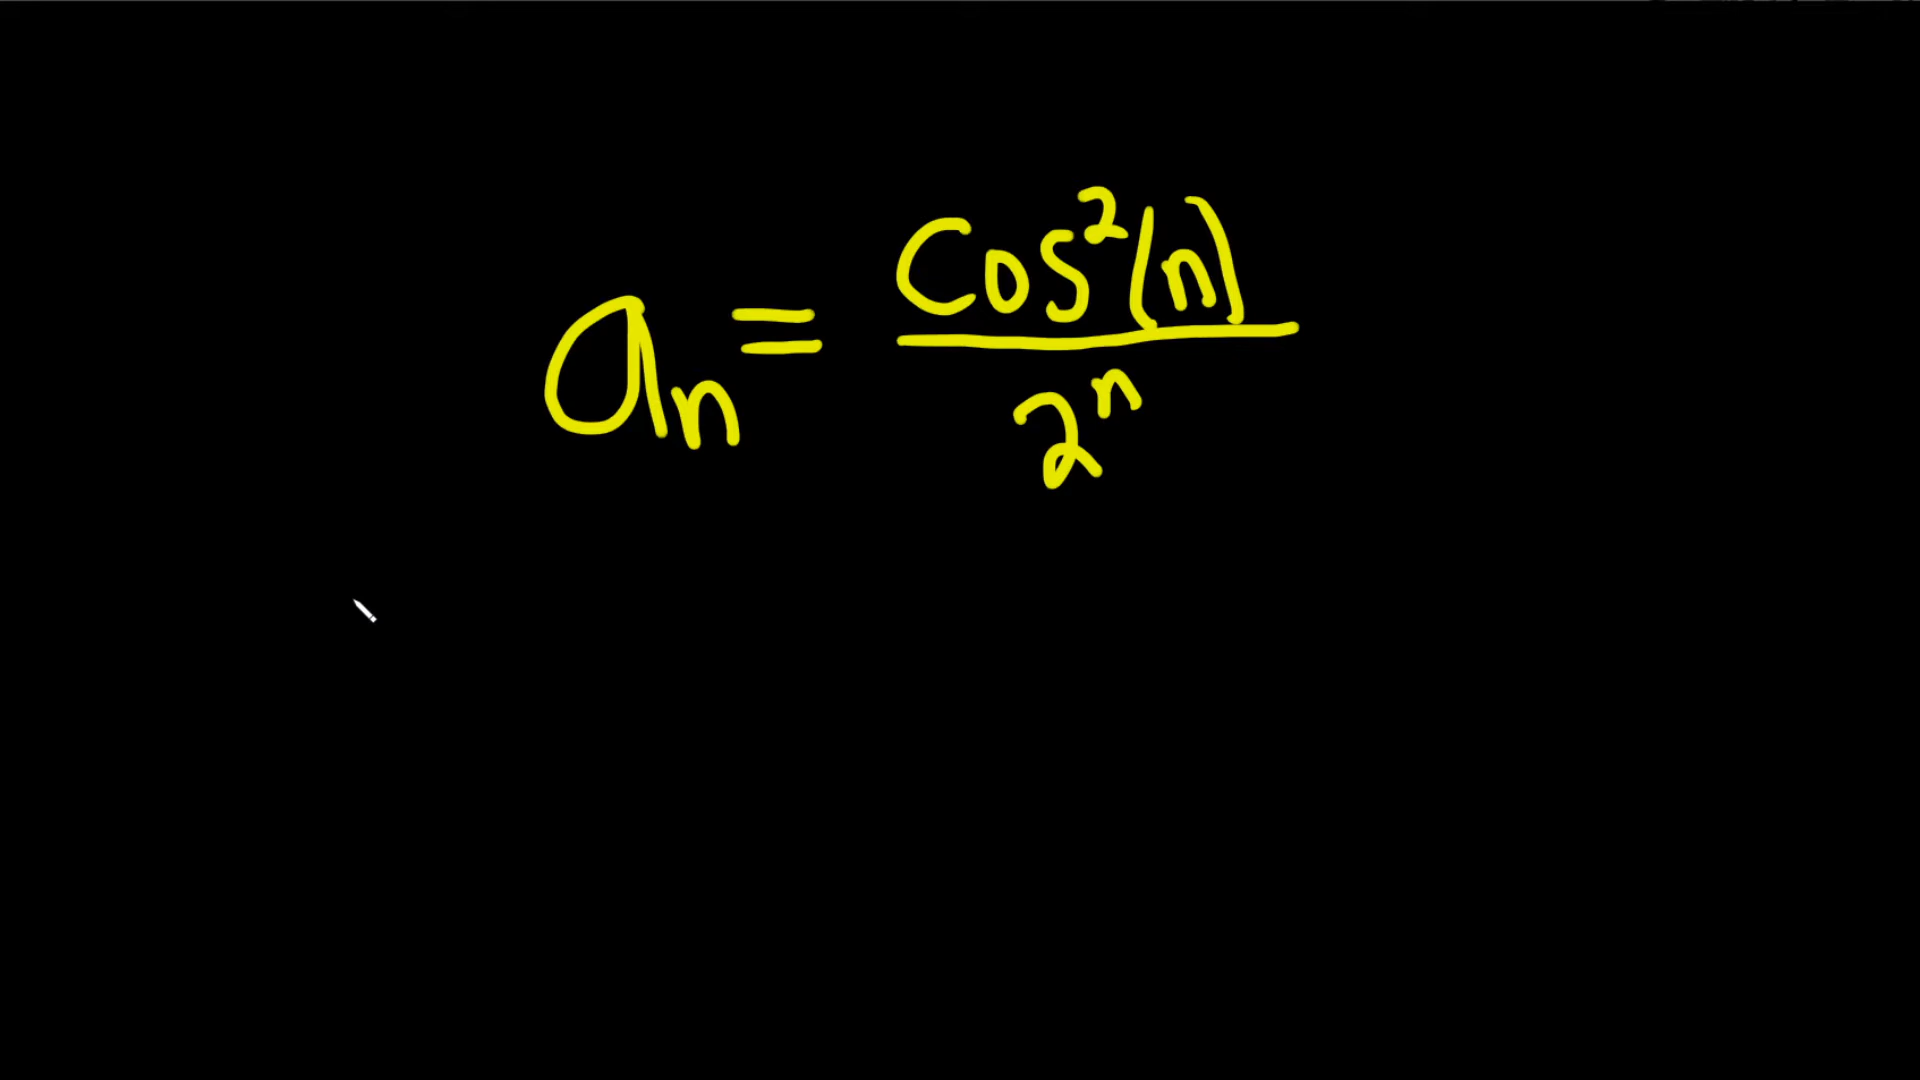 aₙ = cos²(n) / 2ⁿ